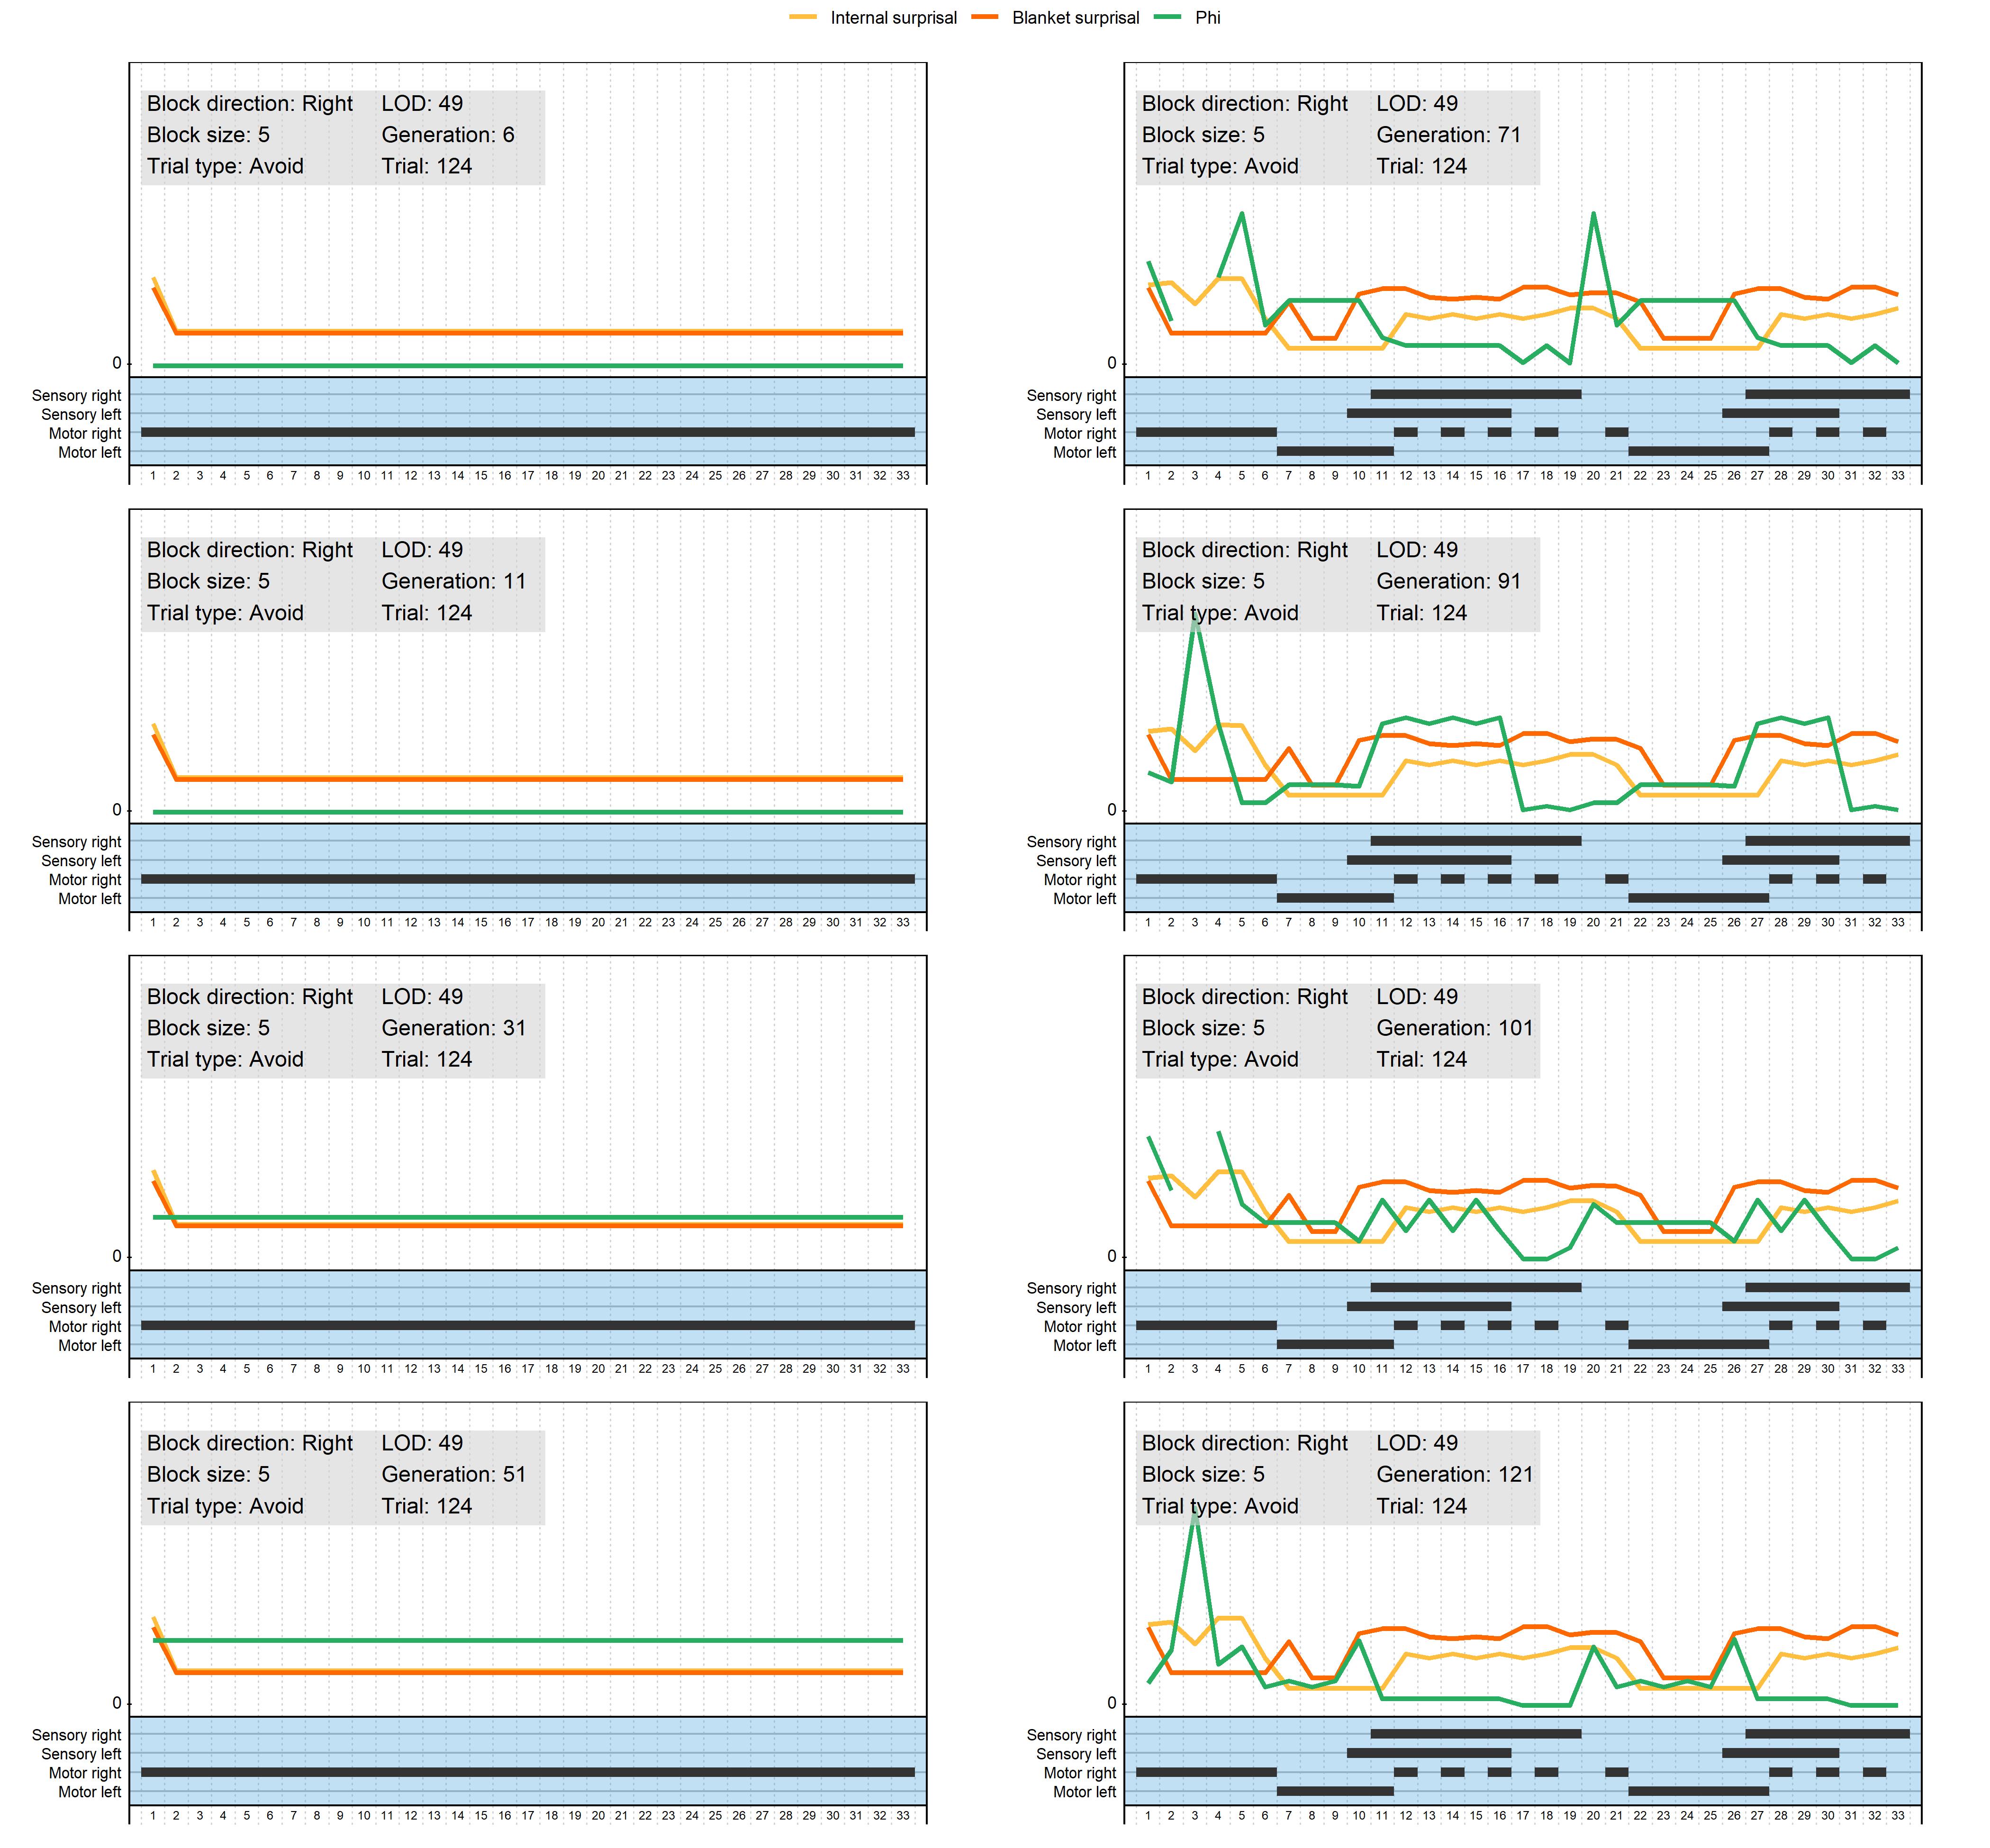 Internal surprisal Blanket surprisal Phi
Block direction: Right LOD: 49
Block size: 5 Generation: 6
Trial type: Avoid Trial: 124
0
Sensory right
Sensory left
Motor right
Motor left
1 2 3 4 5 6 7 8 9 10 11 12 13 14 15 16 17 18 19 20 21 22 23 24 25 26 27 28 29 30 31 32 33
Block direction: Right LOD: 49
Block size: 5 Generation: 71
Trial type: Avoid Trial: 124
0
Sensory right
Sensory left
Motor right
Motor left
1 2 3 4 5 6 7 8 9 10 11 12 13 14 15 16 17 18 19 20 21 22 23 24 25 26 27 28 29 30 31 32 33
Block direction: Right LOD: 49
Block size: 5 Generation: 11
Trial type: Avoid Trial: 124
0
Sensory right
Sensory left
Motor right
Motor left
1 2 3 4 5 6 7 8 9 10 11 12 13 14 15 16 17 18 19 20 21 22 23 24 25 26 27 28 29 30 31 32 33
Block direction: Right LOD: 49
Block size: 5 Generation: 91
Trial type: Avoid Trial: 124
0
Sensory right
Sensory left
Motor right
Motor left
1 2 3 4 5 6 7 8 9 10 11 12 13 14 15 16 17 18 19 20 21 22 23 24 25 26 27 28 29 30 31 32 33
Block direction: Right LOD: 49
Block size: 5 Generation: 31
Trial type: Avoid Trial: 124
0
Sensory right
Sensory left
Motor right
Motor left
1 2 3 4 5 6 7 8 9 10 11 12 13 14 15 16 17 18 19 20 21 22 23 24 25 26 27 28 29 30 31 32 33
Block direction: Right LOD: 49
Block size: 5 Generation: 101
Trial type: Avoid Trial: 124
0
Sensory right
Sensory left
Motor right
Motor left
1 2 3 4 5 6 7 8 9 10 11 12 13 14 15 16 17 18 19 20 21 22 23 24 25 26 27 28 29 30 31 32 33
Block direction: Right LOD: 49
Block size: 5 Generation: 51
Trial type: Avoid Trial: 124
0
Sensory right
Sensory left
Motor right
Motor left
1 2 3 4 5 6 7 8 9 10 11 12 13 14 15 16 17 18 19 20 21 22 23 24 25 26 27 28 29 30 31 32 33
Block direction: Right LOD: 49
Block size: 5 Generation: 121
Trial type: Avoid Trial: 124
0
Sensory right
Sensory left
Motor right
Motor left
1 2 3 4 5 6 7 8 9 10 11 12 13 14 15 16 17 18 19 20 21 22 23 24 25 26 27 28 29 30 31 32 33